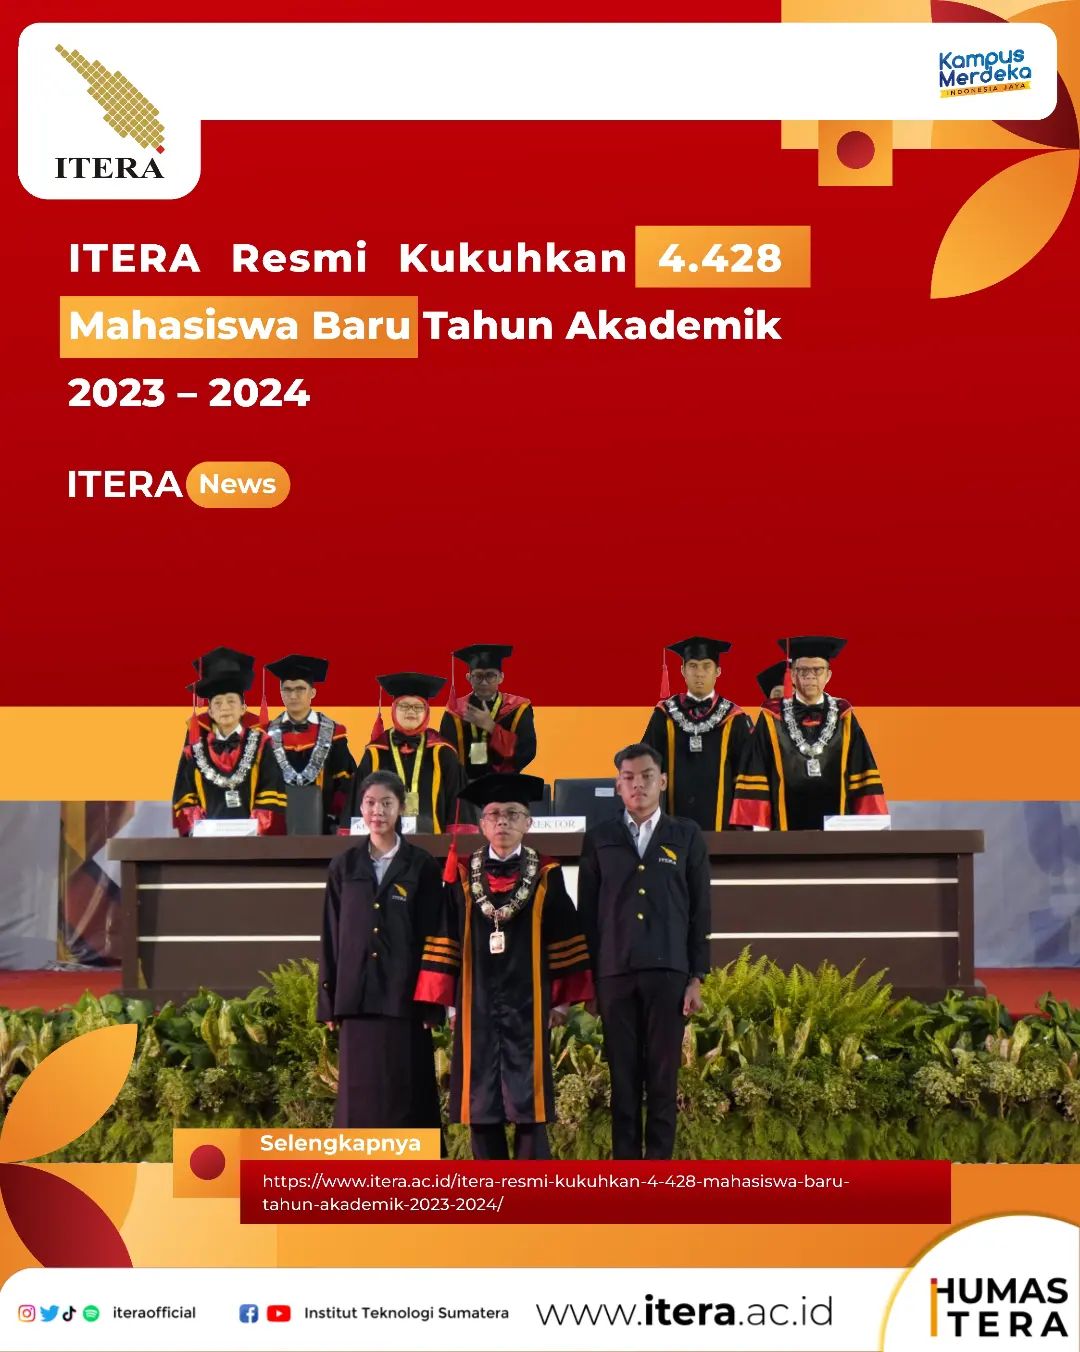 ITERA
Kampus
Merdeka
INDONESIA JAYA
ITERA Resmi Kukuhkan 4.428
Mahasiswa Baru Tahun Akademik
2023 – 2024
ITERA News
REKTOR
ITERA
ITERA
Selengkapnya
https://www.itera.ac.id/itera-resmi-kukuhkan-4-428-mahasiswa-baru-
tahun-akademik-2023-2024/
iteraofficial
Institut Teknologi Sumatera
www.itera.ac.id
HUMAS
ITERA